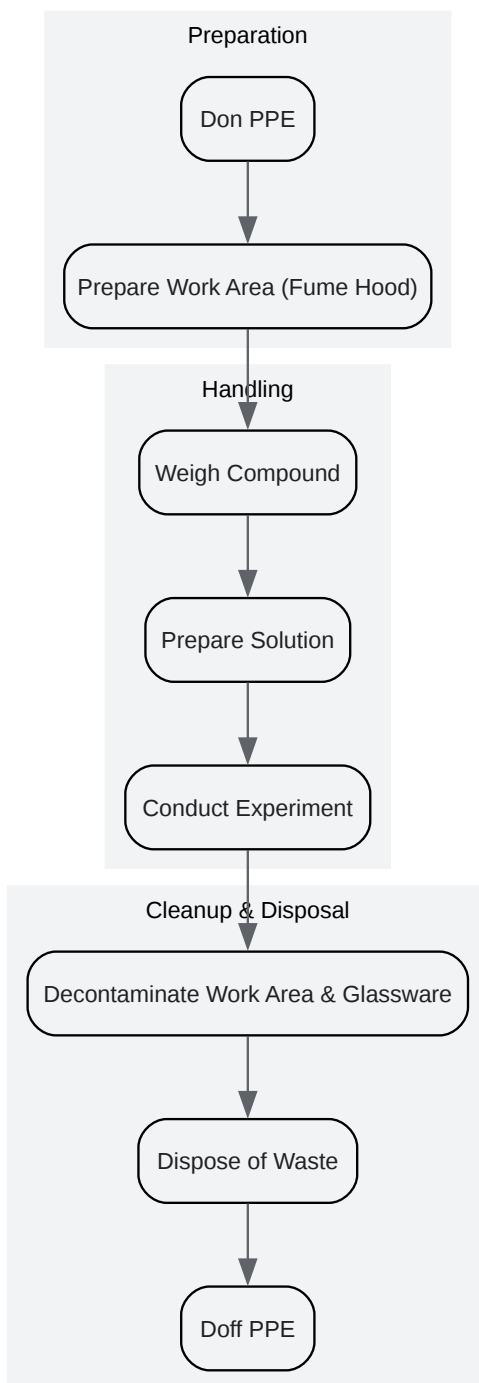 Preparation
Don PPE
Prepare Work Area (Fume Hood)
Handling
Weigh Compound
Prepare Solution
Conduct Experiment
Cleanup & Disposal
Decontaminate Work Area & Glassware
Dispose of Waste
Doff PPE